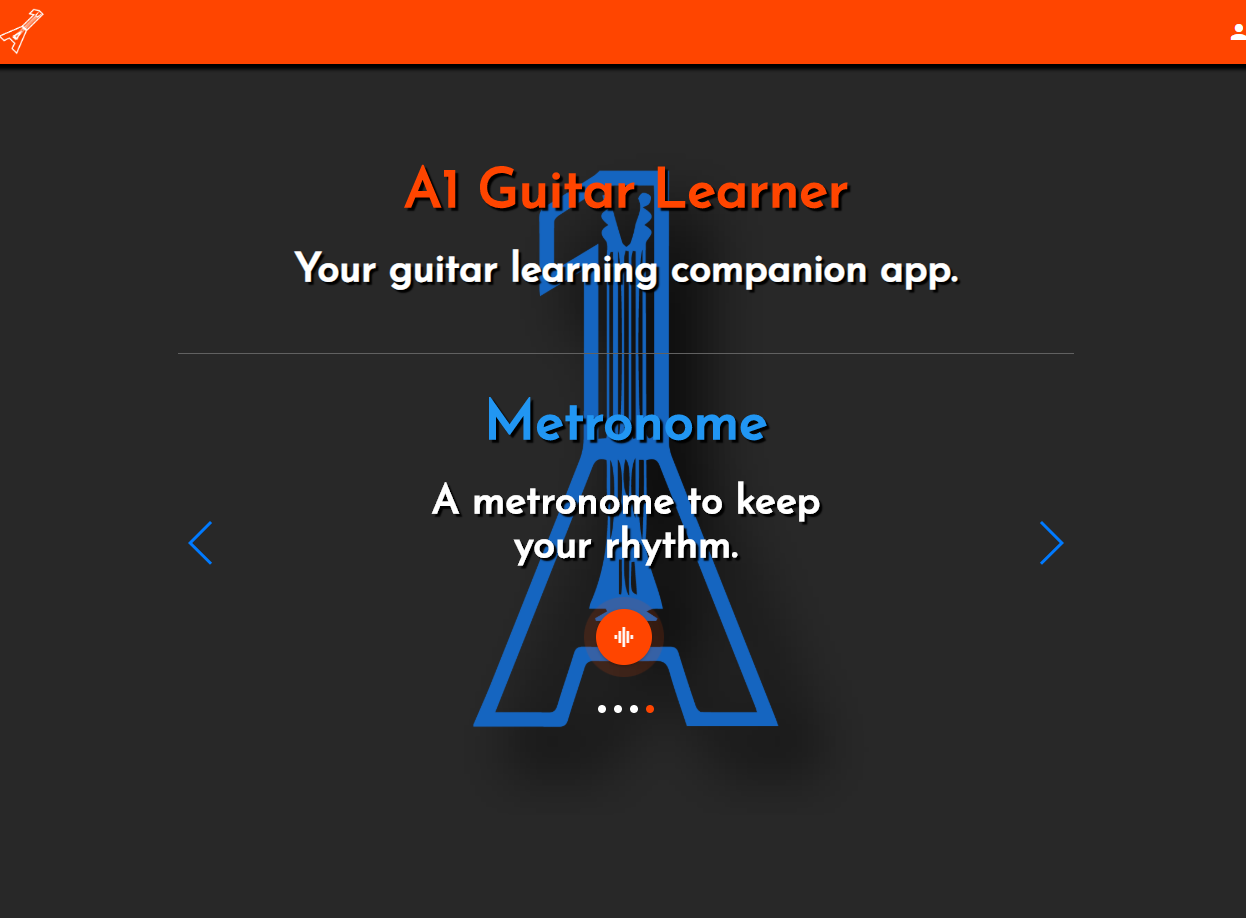 A1 Guitar Learner
Your guitar learning companion app.
Metronome
A metronome to keep
your rhythm.